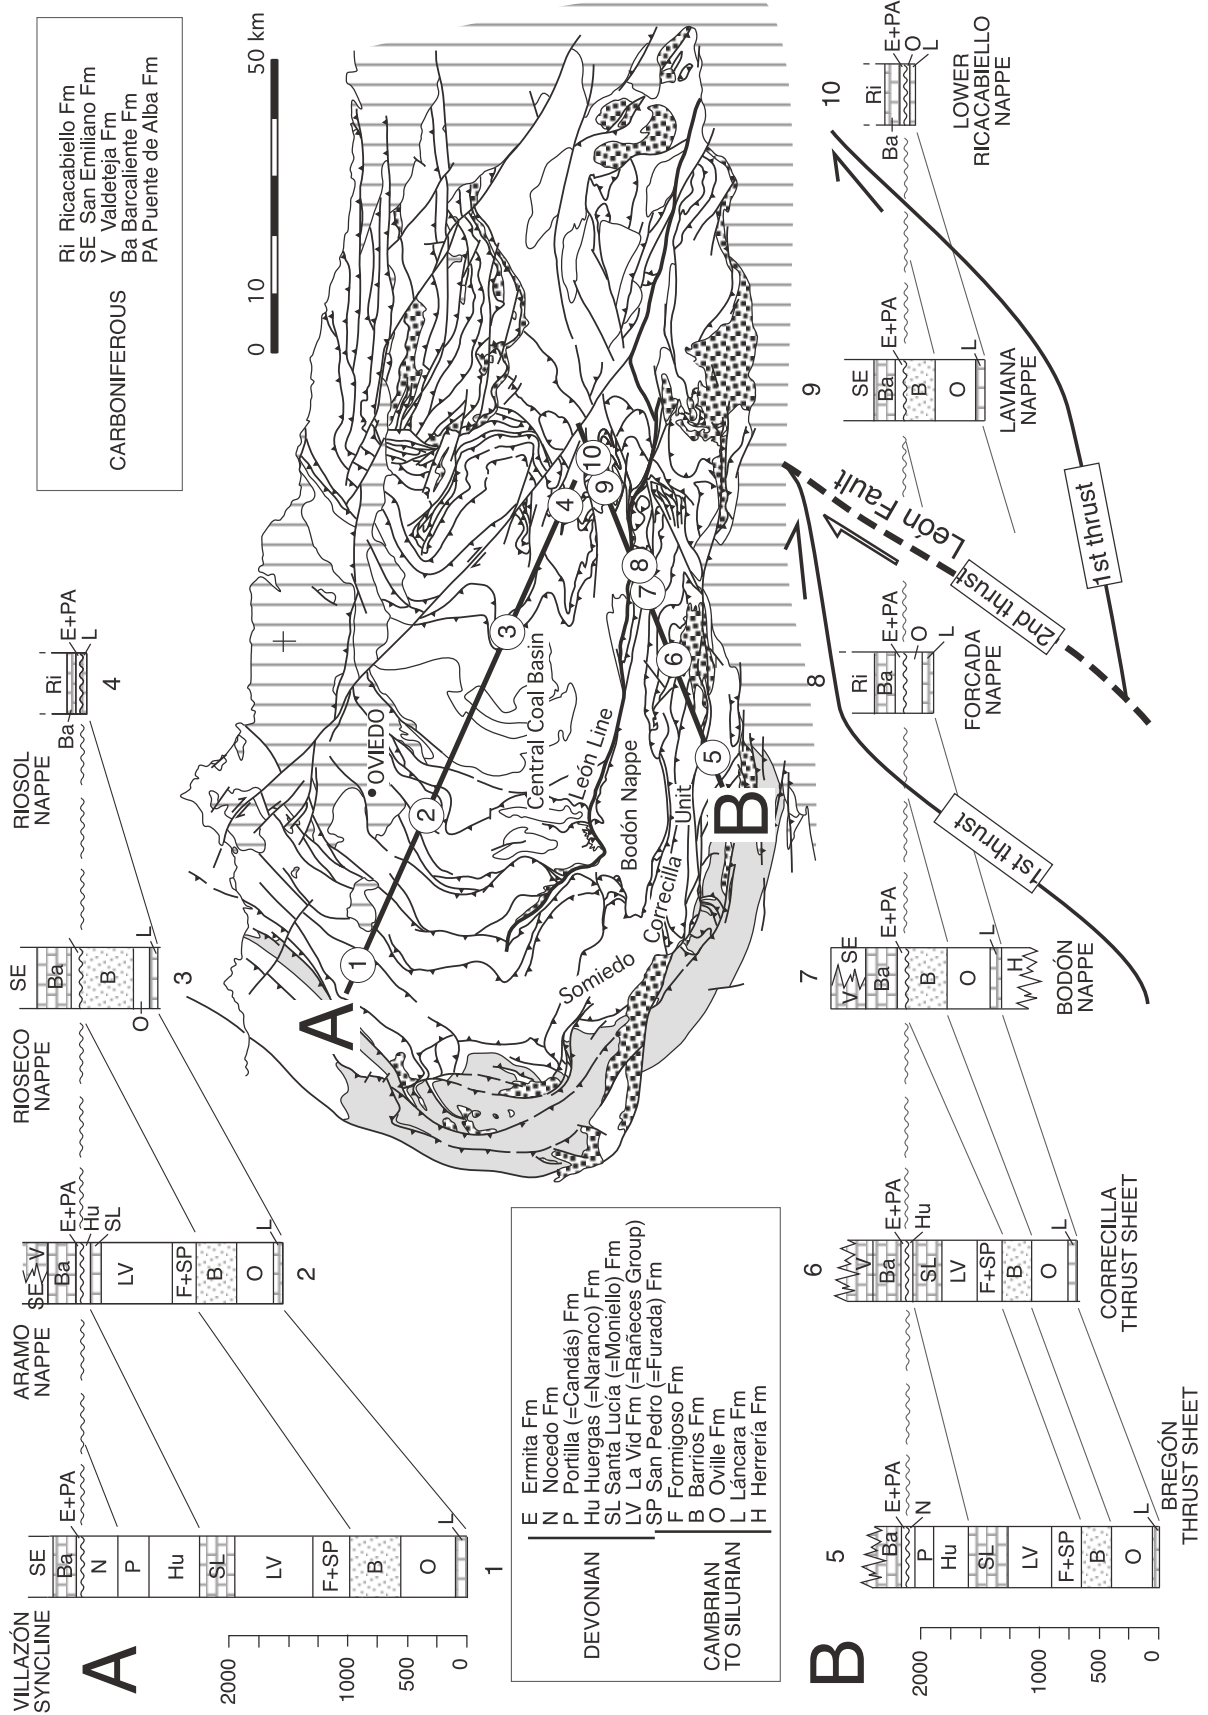 A
VILLAZÓN
SYNCLINE
ARAMO
NAPPE
RIOSECO
NAPPE
RIOSOL
NAPPE
SE
Ba
E+PA
N
P
Hu
SL
LV
F+SP
B
O
L
1
SE
V
Ba
E+PA
Hu
SL
LV
F+SP
B
O
L
2
SE
Ba
B
O
L
3
Ri
Ba
E+PA
L
4
2000
1000
500
0
CARBONIFEROUS
Ri Ricacabiello Fm
SE San Emiliano Fm
V Valdeteja Fm
Ba Barcaliente Fm
PA Puente de Alba Fm
0
10
50 km
A
B
1
2
3
4
5
6
7
8
9
10
OVIEDO
Central Coal Basin
León Line
Bodón Nappe
Correcilla Unit
Somiedo
DEVONIAN
E Ermita Fm
N Nocedo Fm
P Portilla (=Candás) Fm
Hu Huergas (=Naranco) Fm
SL Santa Lucía (=Moniello) Fm
LV La Vid Fm (=Rañeces Group)
SP San Pedro (=Furada) Fm
CAMBRIAN
TO SILURIAN
F Formigoso Fm
B Barrios Fm
O Oville Fm
L Láncara Fm
H Herrería Fm
B
2000
1000
500
0
5
Ba
E+PA
N
P
Hu
SL
LV
F+SP
B
O
L
BREGÓN
THRUST SHEET
6
V
Ba
E+PA
Hu
SL
LV
F+SP
B
O
L
CORRECILLA
THRUST SHEET
7
V
SE
Ba
E+PA
B
O
L
H
BODÓN
NAPPE
1st thrust
8
Ri
Ba
E+PA
O
L
FORCADA
NAPPE
León Fault
2nd thrust
1st thrust
9
SE
Ba
E+PA
B
O
L
LAVIANA
NAPPE
10
Ri
Ba
E+PA
O
L
LOWER
RICACABIELLO
NAPPE